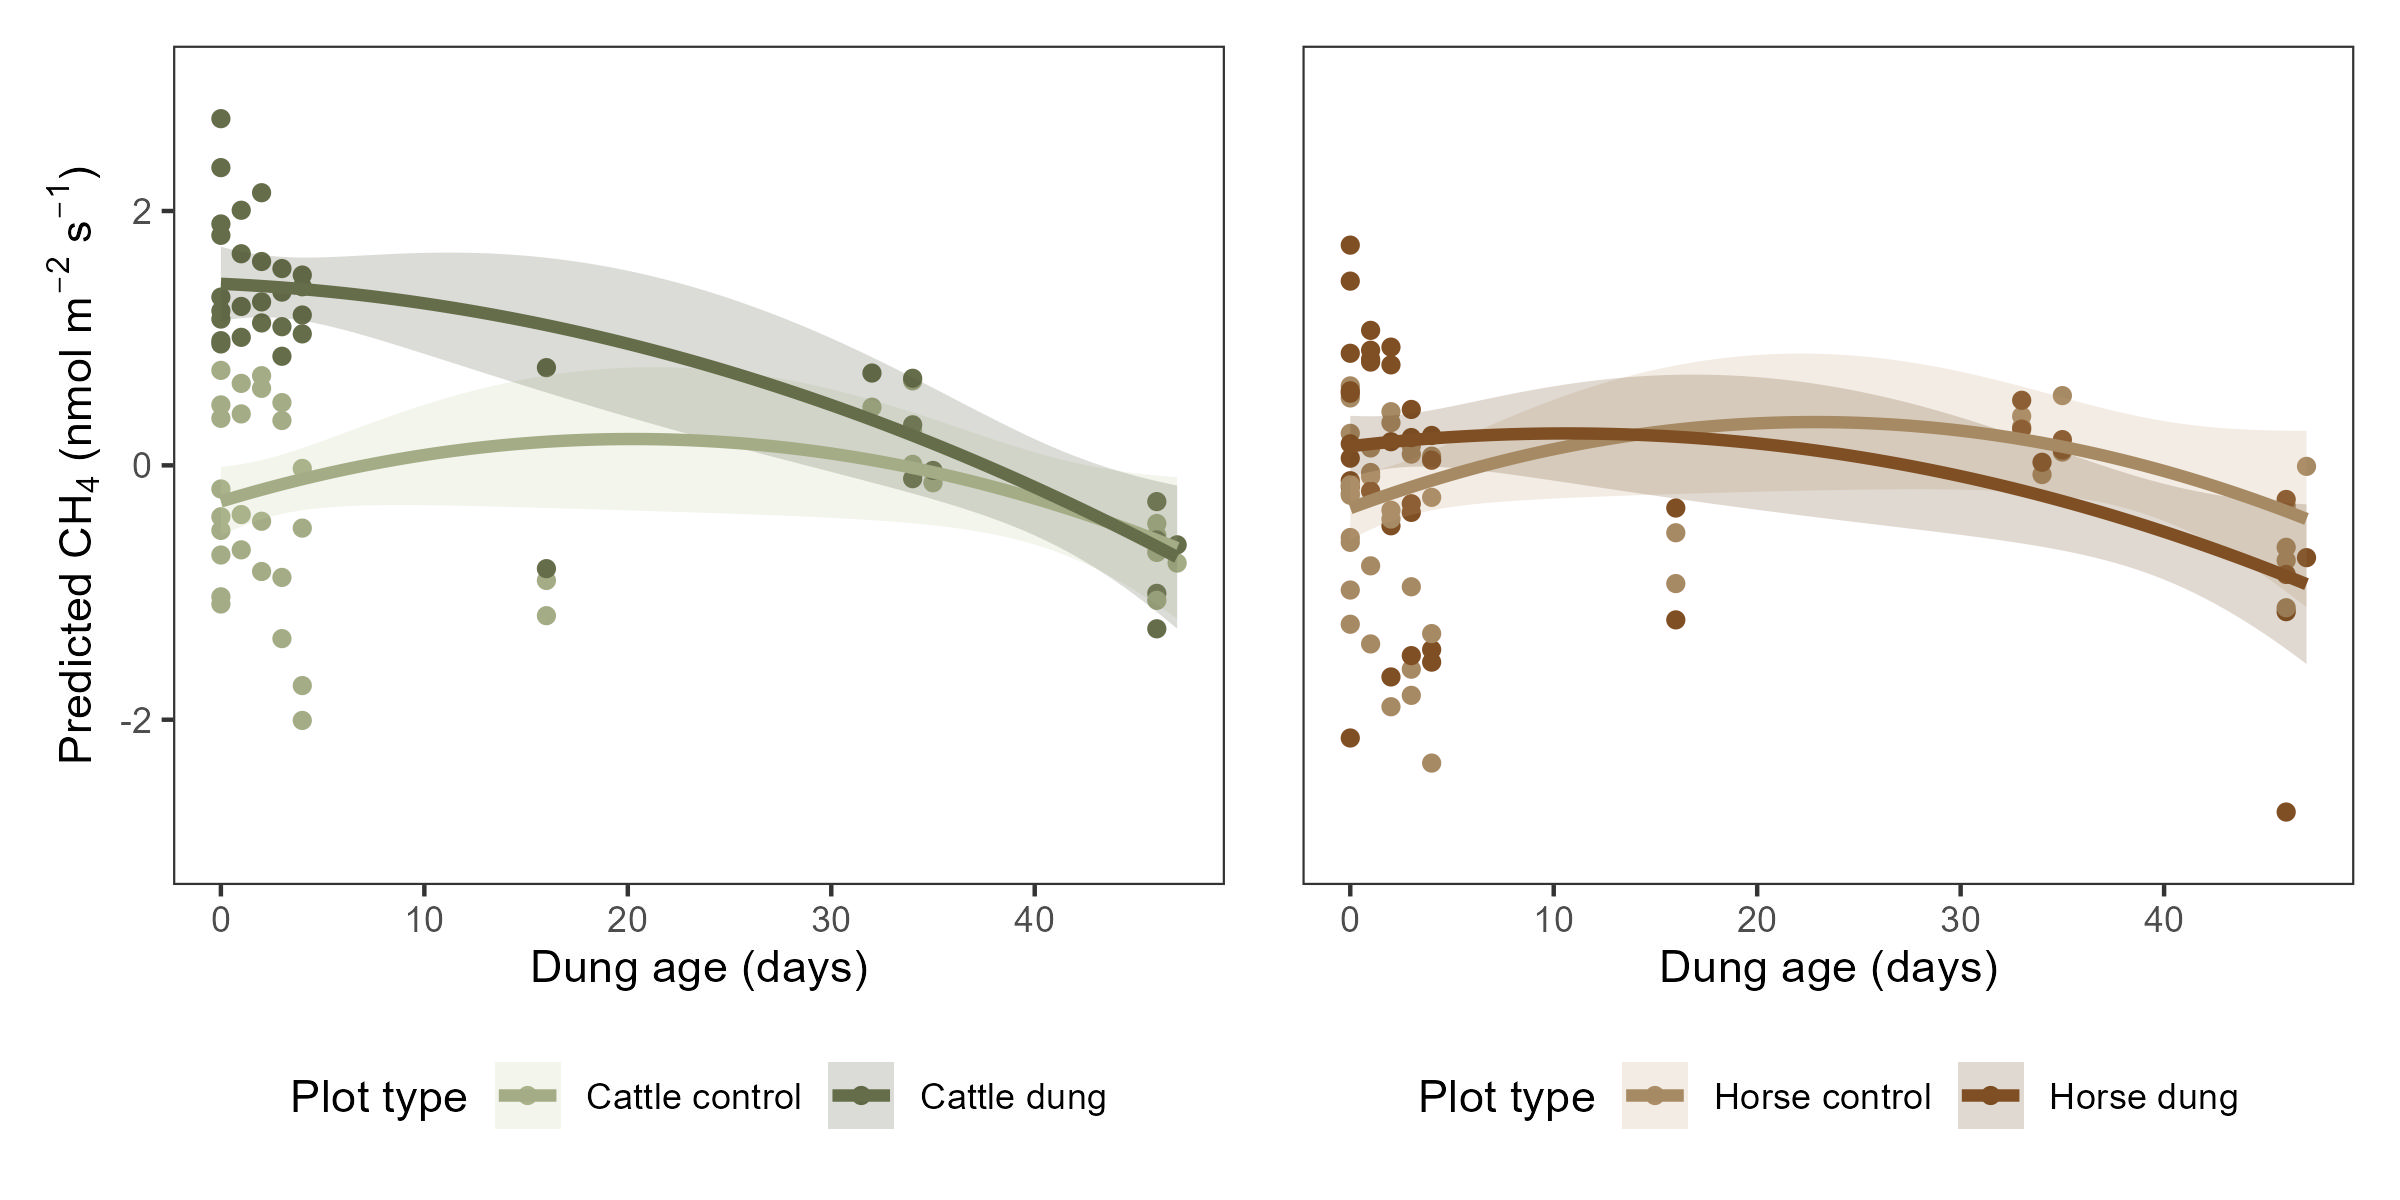 Predicted CH₄ (nmol m⁻² s⁻¹)
2
0
-2
0 10 20 30 40
0 10 20 30 40
Dung age (days)
Dung age (days)
Plot type Cattle control Cattle dung
Plot type Horse control Horse dung